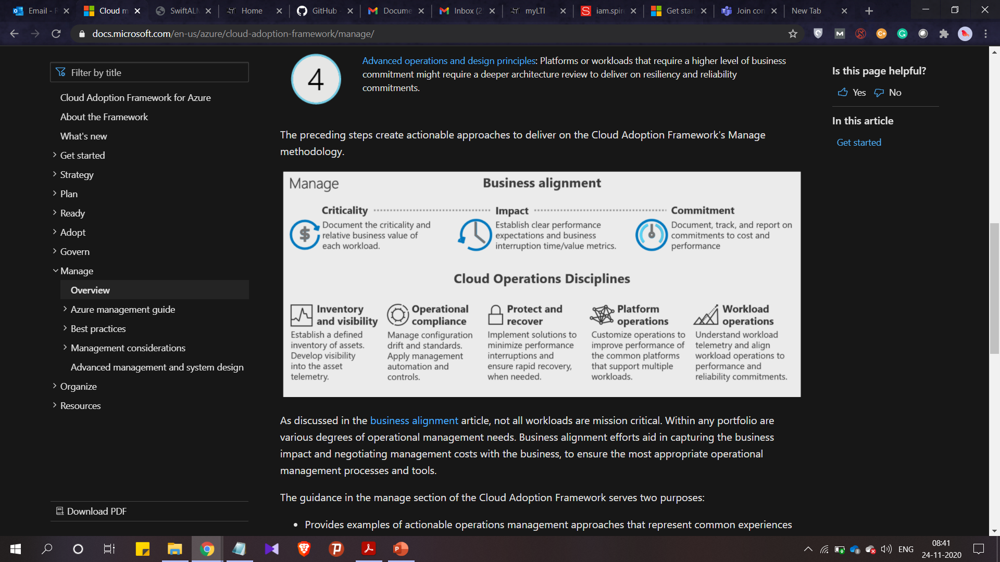 Email - R
Cloud m
SwiftALM
Home
GitHub -
Docume
Inbox (2
myLTI
iam.spir
Get star
Join con
New Tab
docs.microsoft.com/en-us/azure/cloud-adoption-framework/manage/
Filter by title
Cloud Adoption Framework for Azure
About the Framework
What's new
Get started
Strategy
Plan
Ready
Adopt
Govern
Manage
Overview
Azure management guide
Best practices
Management considerations
Advanced management and system design
Organize
Resources
Download PDF
4
Advanced operations and design principles: Platforms or workloads that require a higher level of business
commitment might require a deeper architecture review to deliver on resiliency and reliability
commitments.
The preceding steps create actionable approaches to deliver on the Cloud Adoption Framework's Manage
methodology.
Manage
Business alignment
Criticality
Document the criticality and
relative business value of
each workload.
Impact
Establish clear performance
expectations and business
interruption time/value metrics.
Commitment
Document, track, and report on
commitments to cost and
performance
Cloud Operations Disciplines
Inventory
and visibility
Establish a defined
inventory of assets.
Develop visibility
into the asset
telemetry.
Operational
compliance
Manage configuration
drift and standards.
Apply management
automation and
controls.
Protect and
recover
Implement solutions to
minimize performance
interruptions and
ensure rapid recovery,
when needed.
Platform
operations
Customize operations to
improve performance of
the common platforms
that support multiple
workloads.
Workload
operations
Understand workload
telemetry and align
workload operations to
performance and
reliability commitments.
As discussed in the business alignment article, not all workloads are mission critical. Within any portfolio are
various degrees of operational management needs. Business alignment efforts aid in capturing the business
impact and negotiating management costs with the business, to ensure the most appropriate operational
management processes and tools.
The guidance in the manage section of the Cloud Adoption Framework serves two purposes:
• Provides examples of actionable operations management approaches that represent common experiences
Is this page helpful?
Yes
No
In this article
Get started
ENG
08:41
24-11-2020